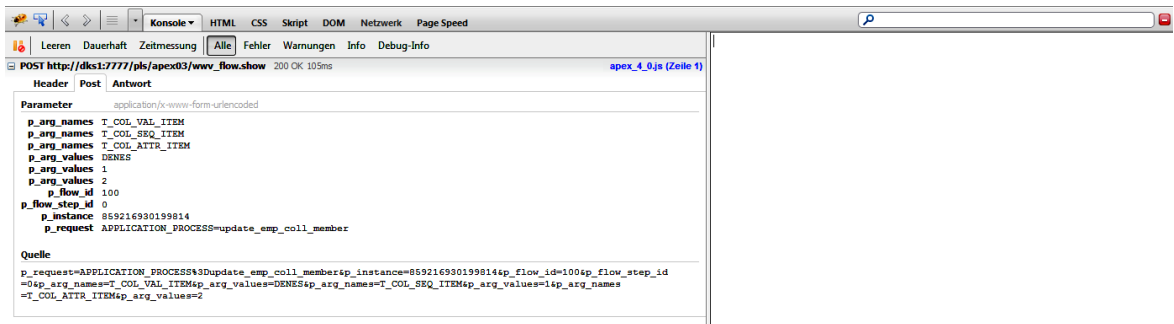 Konsole HTML CSS Skript DOM Netzwerk Page Speed
Leeren Dauerhaft Zeitmessung Alle Fehler Warnungen Info Debug-Info
POST http://dks1:7777/pls/apex03/wwv_flow.show 200 OK 105ms apex_4_0.js (Zeile 1)
Header Post Antwort
Parameter application/x-www-form-urlencoded
p_arg_names T_COL_VAL_ITEM
p_arg_names T_COL_SEQ_ITEM
p_arg_names T_COL_ATTR_ITEM
p_arg_values DENES
p_arg_values 1
p_arg_values 2
p_flow_id 100
p_flow_step_id 0
p_instance 859216930199814
p_request APPLICATION_PROCESS=update_emp_coll_member
Quelle
p_request=APPLICATION_PROCESS%3Dupdate_emp_coll_member&p_instance=859216930199814&p_flow_id=100&p_flow_step_id
=0&p_arg_names=T_COL_VAL_ITEM&p_arg_values=DENES&p_arg_names=T_COL_SEQ_ITEM&p_arg_values=1&p_arg_names
=T_COL_ATTR_ITEM&p_arg_values=2